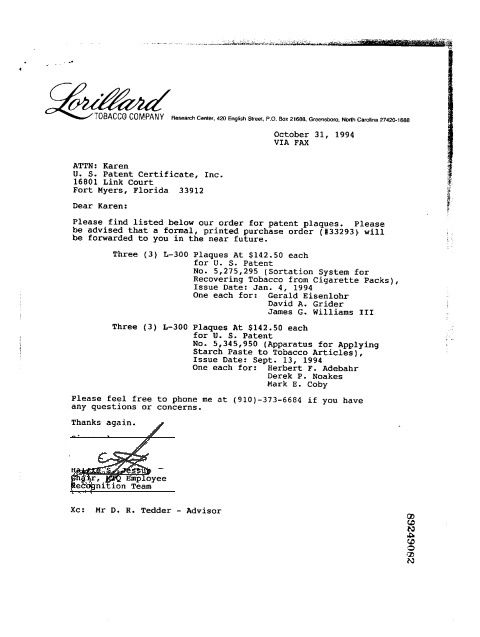 Lorillard
TOBACCO COMPANY Research Center, 420 English Street, P.O. Box 21688, Greensboro, North Carolina 27420-1688
October 31, 1994
VIA FAX
ATTN: Karen
U. S. Patent Certificate, Inc.
16801 Link Court
Fort Myers, Florida 33912
Dear Karen:
Please find listed below our order for patent plaques. Please
be advised that a formal, printed purchase order (#33293) will
be forwarded to you in the near future.
Three (3) L-300 Plaques At $142.50 each
for U. S. Patent
No. 5,275,295 (Sortation System for
Recovering Tobacco from Cigarette Packs),
Issue Date: Jan. 4, 1994
One each for: Gerald Eisenlohr
David A. Grider
James G. Williams III
Three (3) L-300 Plaques At $142.50 each
for U. S. Patent
No. 5,345,950 (Apparatus for Applying
Starch Paste to Tobacco Articles),
Issue Date: Sept. 13, 1994
One each for: Herbert F. Adebahr
Derek P. Noakes
Mark E. Coby
Please feel free to phone me at (910)-373-6684 if you have
any questions or concerns.
Thanks again.
Chair, Employee
Recognition Team
Xc: Mr D. R. Tedder - Advisor
89249082